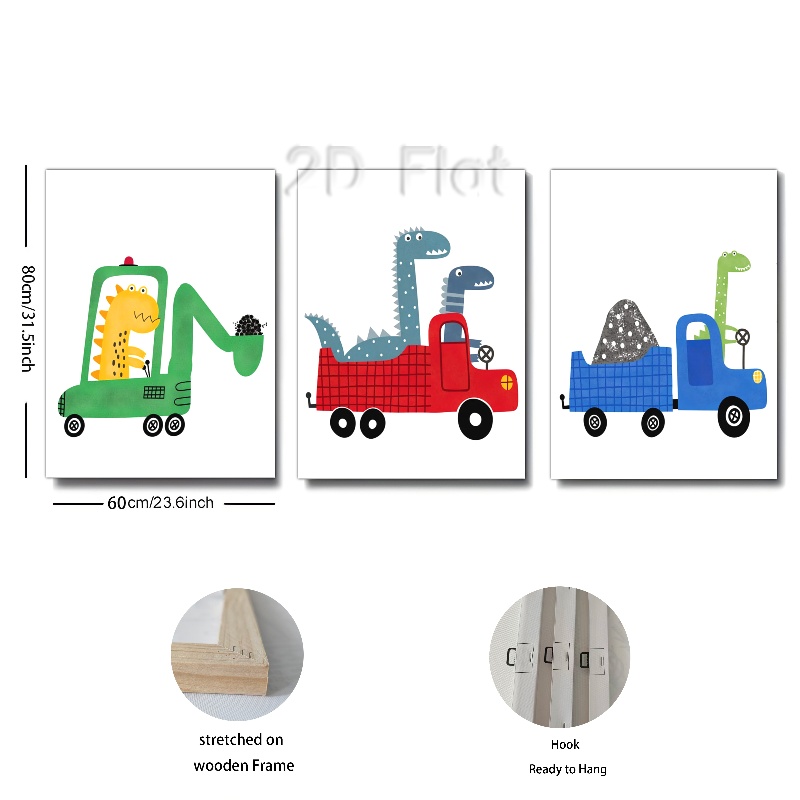 2D Flat
80cm/31.5inch
60cm/23.6inch
stretched on
wooden Frame
Hook
Ready to Hang